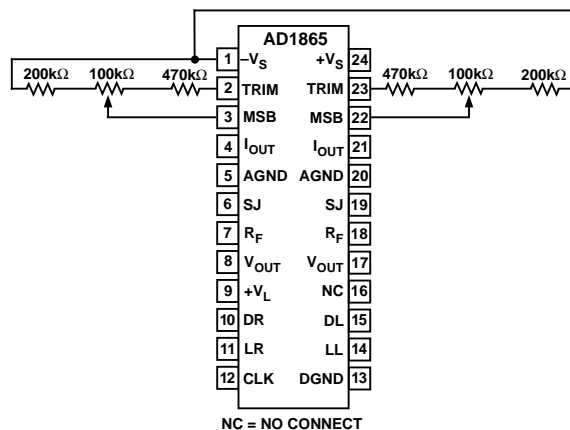 AD1865
200kΩ 100kΩ 470kΩ
470kΩ 100kΩ 200kΩ
1 –VS +VS 24
2 TRIM TRIM 23
3 MSB MSB 22
4 IOUT IOUT 21
5 AGND AGND 20
6 SJ SJ 19
7 RF RF 18
8 VOUT VOUT 17
9 +VL NC 16
10 DR DL 15
11 LR LL 14
12 CLK DGND 13
NC = NO CONNECT